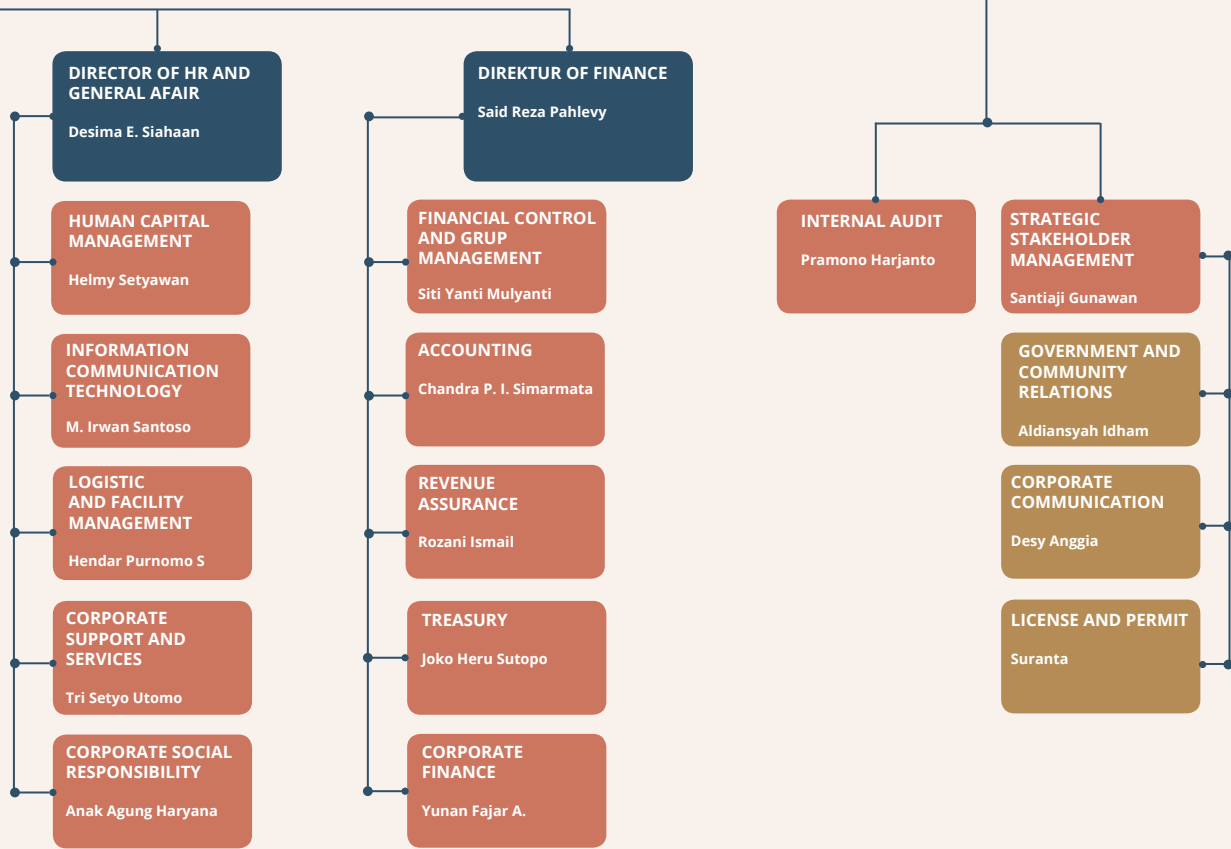 DIRECTOR OF HR AND
GENERAL AFAIR
Desima E. Siahaan
HUMAN CAPITAL
MANAGEMENT
Helmy Setyawan
INFORMATION
COMMUNICATION
TECHNOLOGY
M. Irwan Santoso
LOGISTIC
AND FACILITY
MANAGEMENT
Hendar Purnomo S
CORPORATE
SUPPORT AND
SERVICES
Tri Setyo Utomo
CORPORATE SOCIAL
RESPONSIBILITY
Anak Agung Haryana
DIREKTUR OF FINANCE
Said Reza Pahlevy
FINANCIAL CONTROL
AND GRUP
MANAGEMENT
Siti Yanti Mulyanti
ACCOUNTING
Chandra P. I. Simarmata
REVENUE
ASSURANCE
Rozani Ismail
TREASURY
Joko Heru Sutopo
CORPORATE
FINANCE
Yunan Fajar A.
INTERNAL AUDIT
Pramono Harjanto
STRATEGIC
STAKEHOLDER
MANAGEMENT
Santiaji Gunawan
GOVERNMENT AND
COMMUNITY
RELATIONS
Aldiansyah Idham
CORPORATE
COMMUNICATION
Desy Anggia
LICENSE AND PERMIT
Suranta